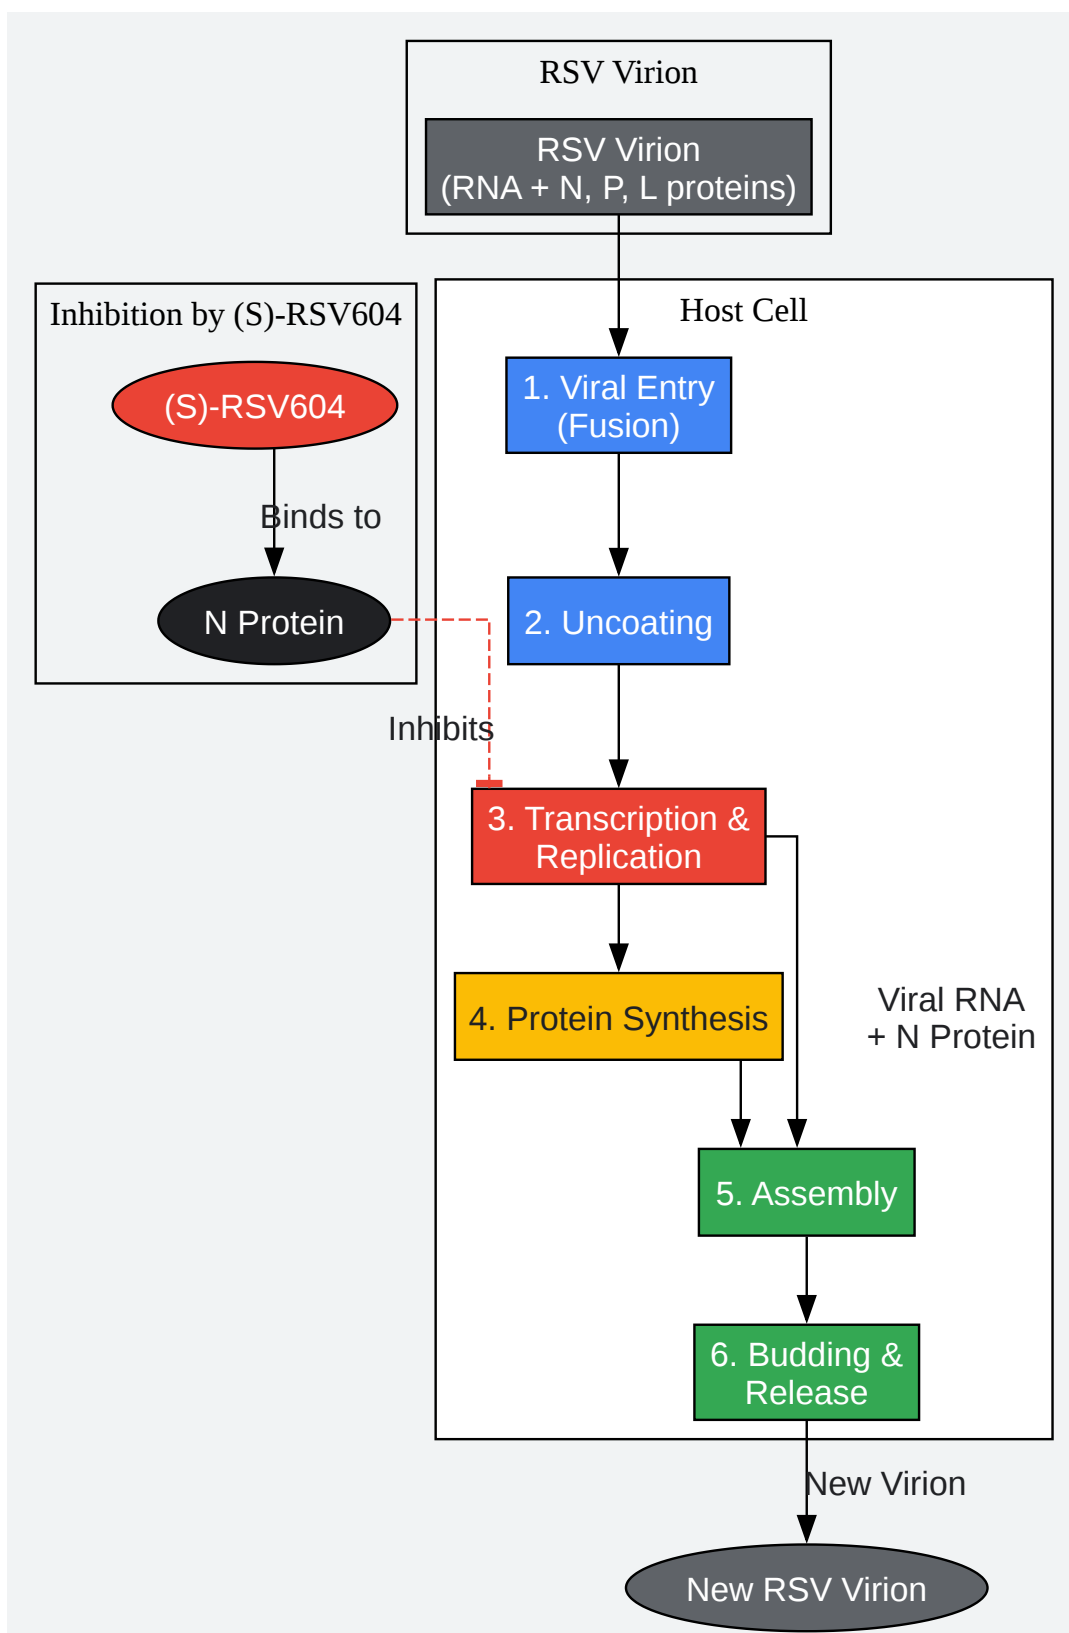 RSV Virion
RSV Virion
(RNA + N, P, L proteins)
Inhibition by (S)-RSV604
(S)-RSV604
Binds to
N Protein
Inhibits
Host Cell
1. Viral Entry
(Fusion)
2. Uncoating
3. Transcription &
Replication
4. Protein Synthesis
Viral RNA
+ N Protein
5. Assembly
6. Budding &
Release
New Virion
New RSV Virion